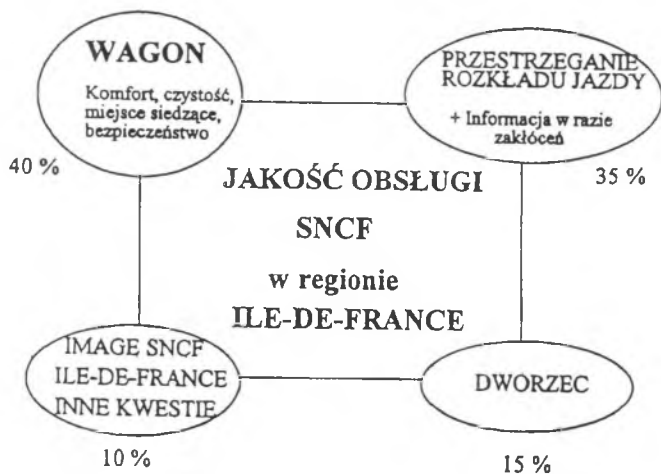 WAGON
Komfort, czystość,
miejsce siedzące,
bezpieczeństwo
40 %
PRZESTRZEGANIE
ROZKŁADU JAZDY
+ Informacja w razie
zakłóceń
35 %
JAKOŚĆ OBSŁUGI
SNCF
w regionie
ILE-DE-FRANCE
IMAGE SNCF
ILE-DE-FRANCE
INNE KWESTIE
10 %
DWORZEC
15 %